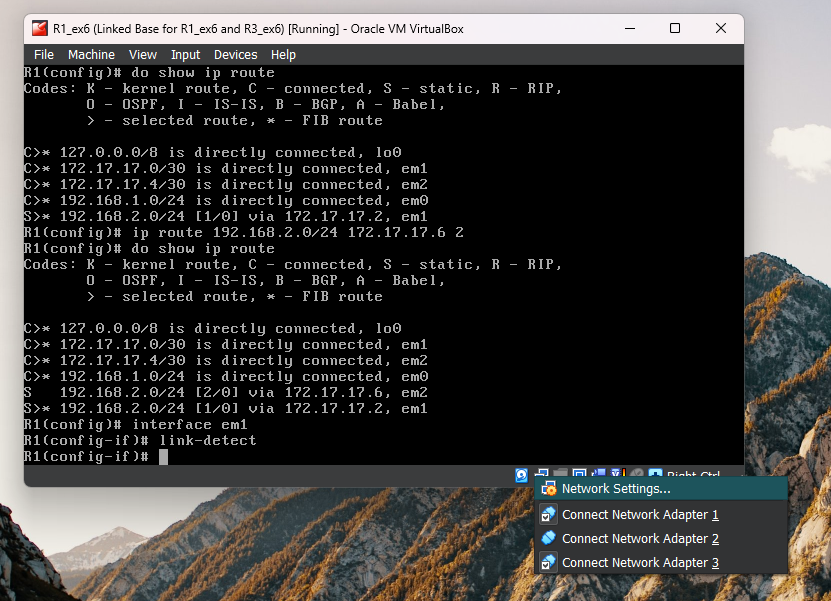 R1_ex6 (Linked Base for R1_ex6 and R3_ex6) [Running] - Oracle VM VirtualBox
File Machine View Input Devices Help
R1(config)# do show ip route
Codes: K - kernel route, C - connected, S - static, R - RIP,
O - OSPF, I - IS-IS, B - BGP, A - Babel,
> - selected route, * - FIB route
C>* 127.0.0.0/8 is directly connected, lo0
C>* 172.17.17.0/30 is directly connected, em1
C>* 172.17.17.4/30 is directly connected, em2
C>* 192.168.1.0/24 is directly connected, em0
S>* 192.168.2.0/24 [1/0] via 172.17.17.2, em1
R1(config)# ip route 192.168.2.0/24 172.17.17.6 2
R1(config)# do show ip route
Codes: K - kernel route, C - connected, S - static, R - RIP,
O - OSPF, I - IS-IS, B - BGP, A - Babel,
> - selected route, * - FIB route
C>* 127.0.0.0/8 is directly connected, lo0
C>* 172.17.17.0/30 is directly connected, em1
C>* 172.17.17.4/30 is directly connected, em2
C>* 192.168.1.0/24 is directly connected, em0
S 192.168.2.0/24 [2/0] via 172.17.17.6, em2
S>* 192.168.2.0/24 [1/0] via 172.17.17.2, em1
R1(config)# interface em1
R1(config-if)# link-detect
R1(config-if)#
Right Ctrl
Network Settings...
Connect Network Adapter 1
Connect Network Adapter 2
Connect Network Adapter 3